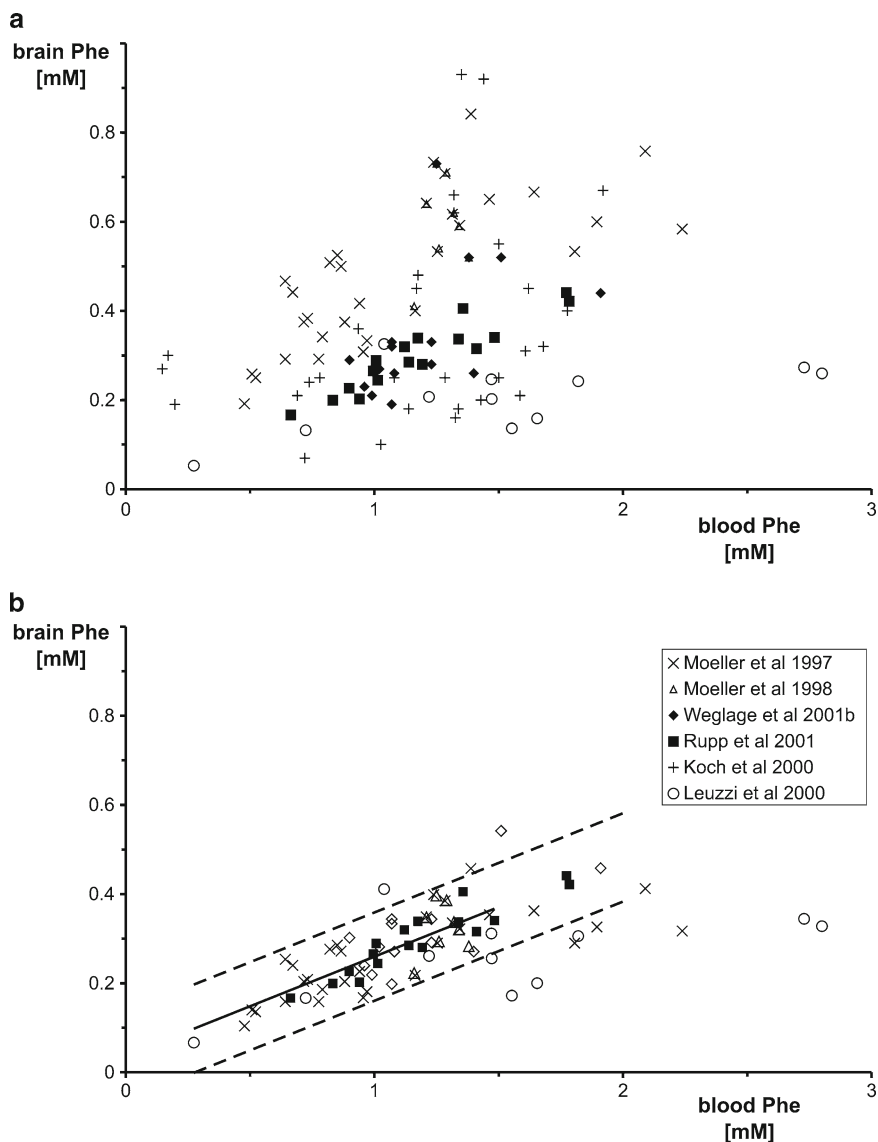 a
brain Phe
[mM]
0.8
0.6
0.4
0.2
0
0
1
2
3
blood Phe
[mM]
b
brain Phe
[mM]
0.8
0.6
0.4
0.2
0
0
1
2
3
blood Phe
[mM]
Moeller et al 1997
Moeller et al 1998
Weglage et al 2001b
Rupp et al 2001
Koch et al 2000
Leuzzi et al 2000